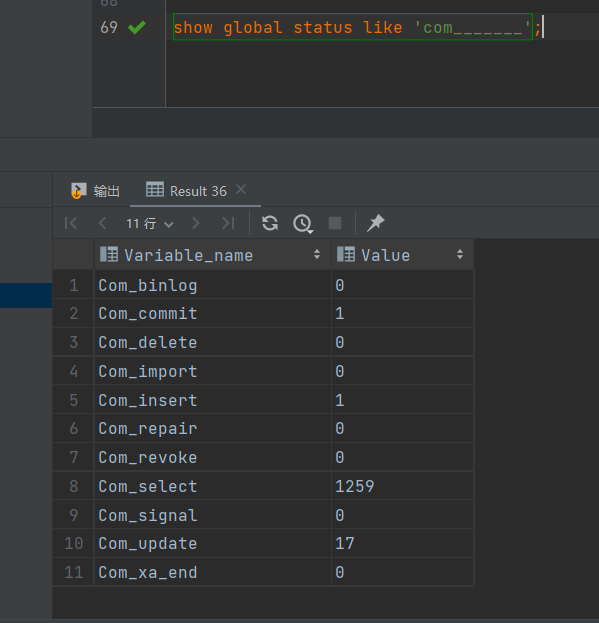 68
69 show global status like 'com_______';
输出 Result 36
11 行
Variable_name Value
1 Com_binlog 0
2 Com_commit 1
3 Com_delete 0
4 Com_import 0
5 Com_insert 1
6 Com_repair 0
7 Com_revoke 0
8 Com_select 1259
9 Com_signal 0
10 Com_update 17
11 Com_xa_end 0